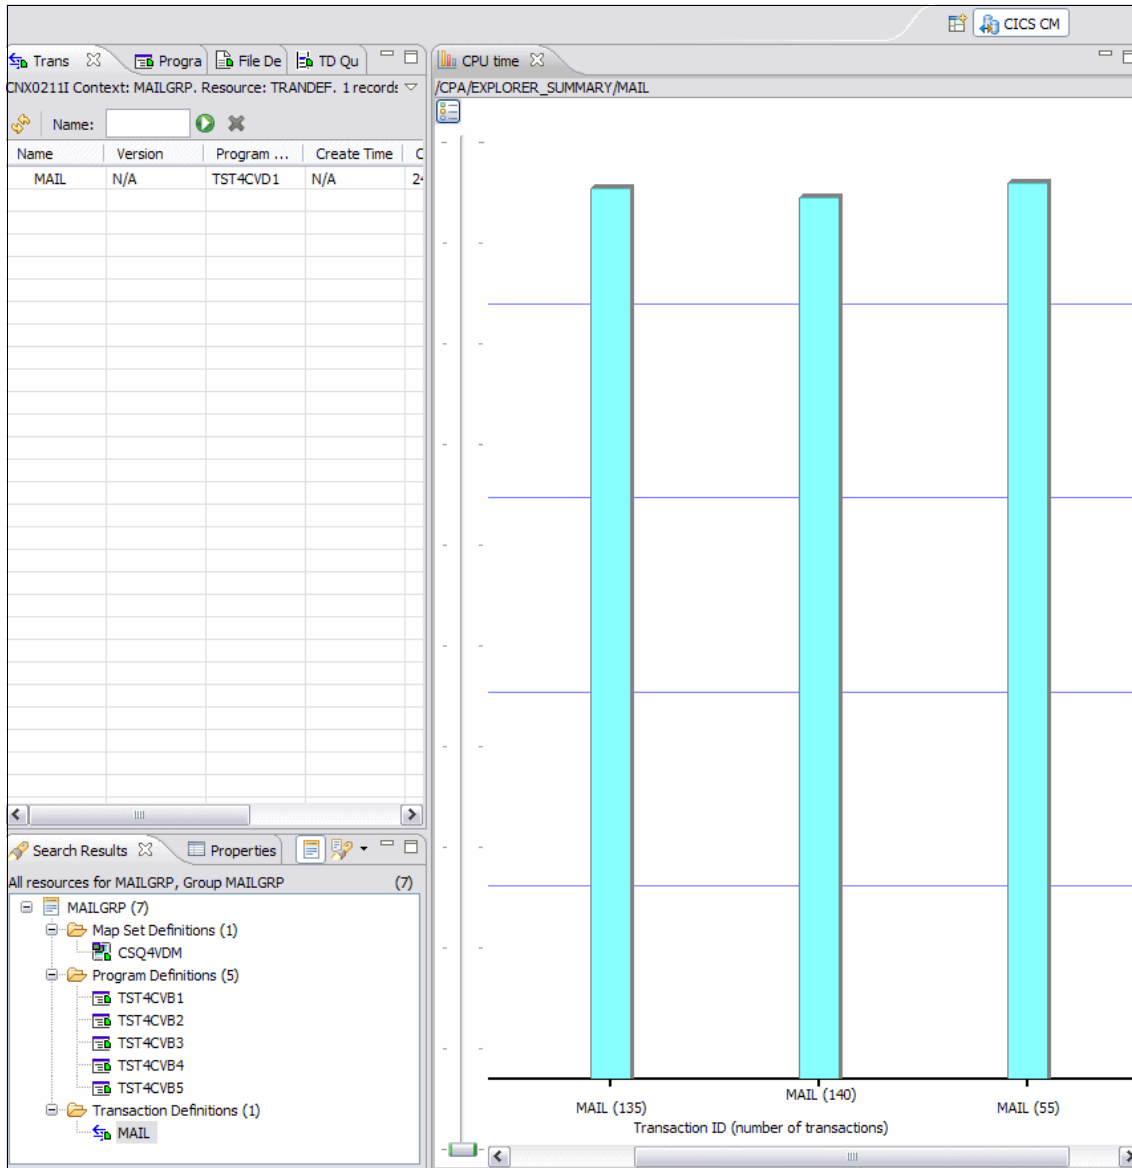 CICS CM
Trans
Progra
File De
TD Qu
CNX0211I Context: MAILGRP. Resource: TRANDEF. 1 records
Name:
Name Version Program ... Create Time C
MAIL N/A TST4CVD1 N/A 24
CPU time
/CPA/EXPLORER_SUMMARY/MAIL
MAIL (135)
MAIL (140)
MAIL (55)
Transaction ID (number of transactions)
Search Results
Properties
All resources for MAILGRP, Group MAILGRP (7)
MAILGRP (7)
Map Set Definitions (1)
CSQ4VDM
Program Definitions (5)
TST4CVB1
TST4CVB2
TST4CVB3
TST4CVB4
TST4CVB5
Transaction Definitions (1)
MAIL